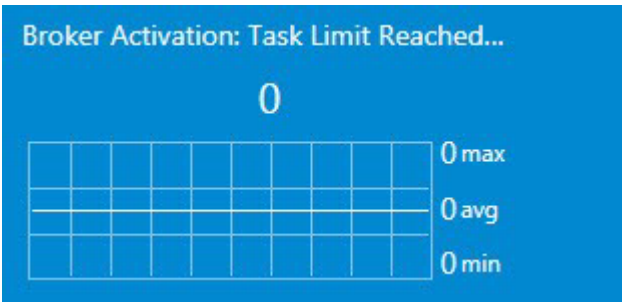 Broker Activation: Task Limit Reached...
0
0 max
0 avg
0 min